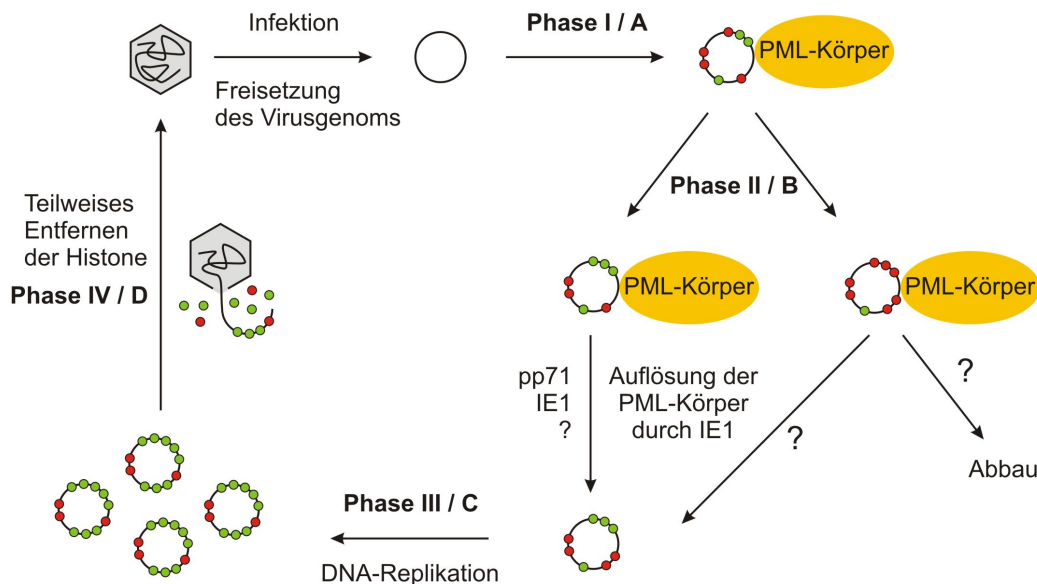 Infektion
Freisetzung
des Virusgenoms
Phase I / A
PML-Körper
Phase II / B
PML-Körper
PML-Körper
pp71
IE1
?
Auflösung der
PML-Körper
durch IE1
?
?
Abbau
Phase III / C
DNA-Replikation
Teilweises
Entfernen
der Histone
Phase IV / D